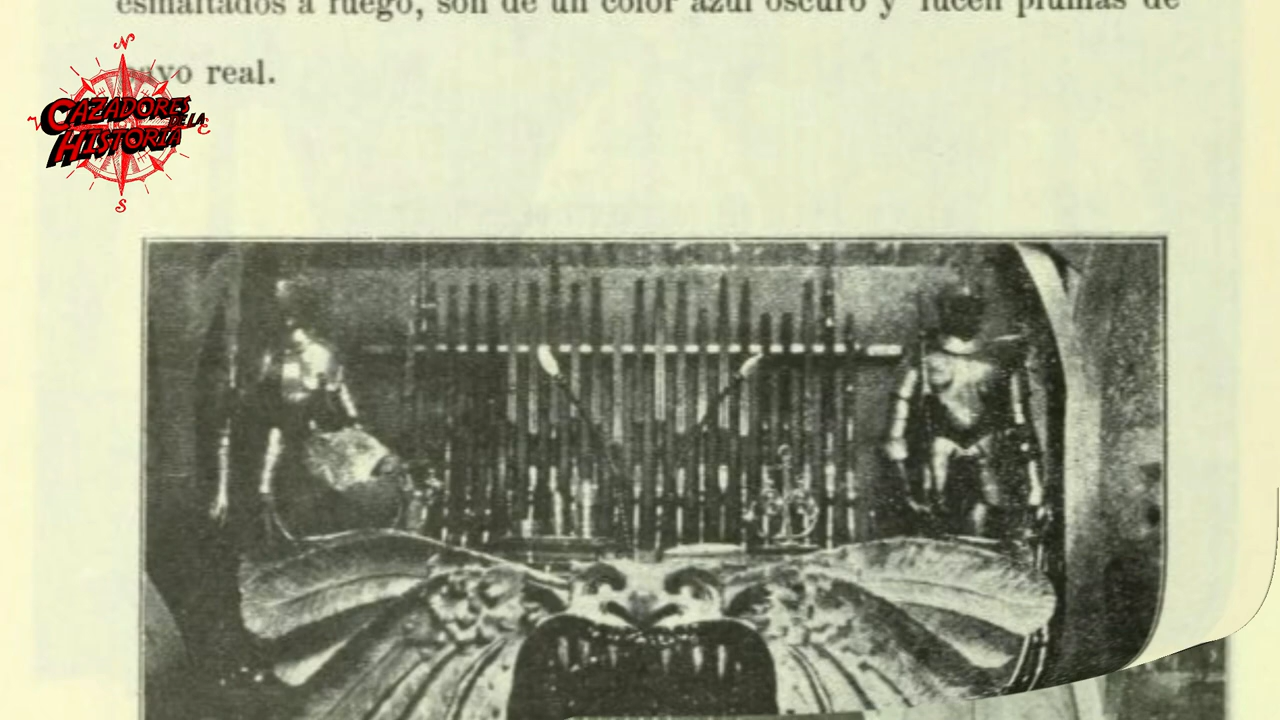 esmaltados a fuego, son de un color azul oscuro y lucen plumas de
pavo real.
N
CAZADORES
DE LA
HISTORIA
E
S